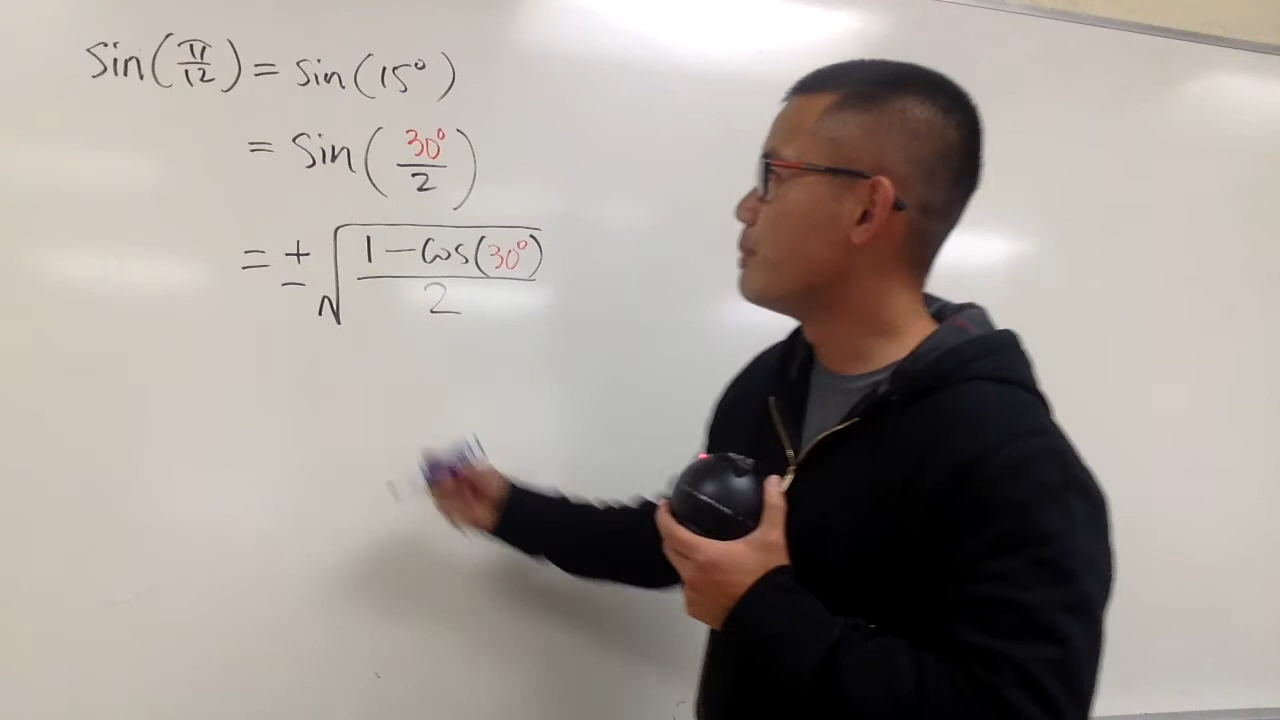 sin(π/12) = sin(15°)
= sin(30°/2)
= ±√((1-cos(30°))/2)